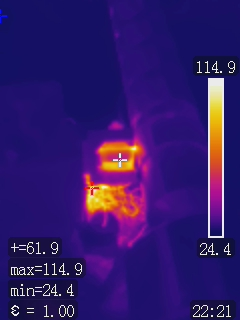 114.9
24.4
+=61.9
max=114.9
min=24.4
ε = 1.00
22:21